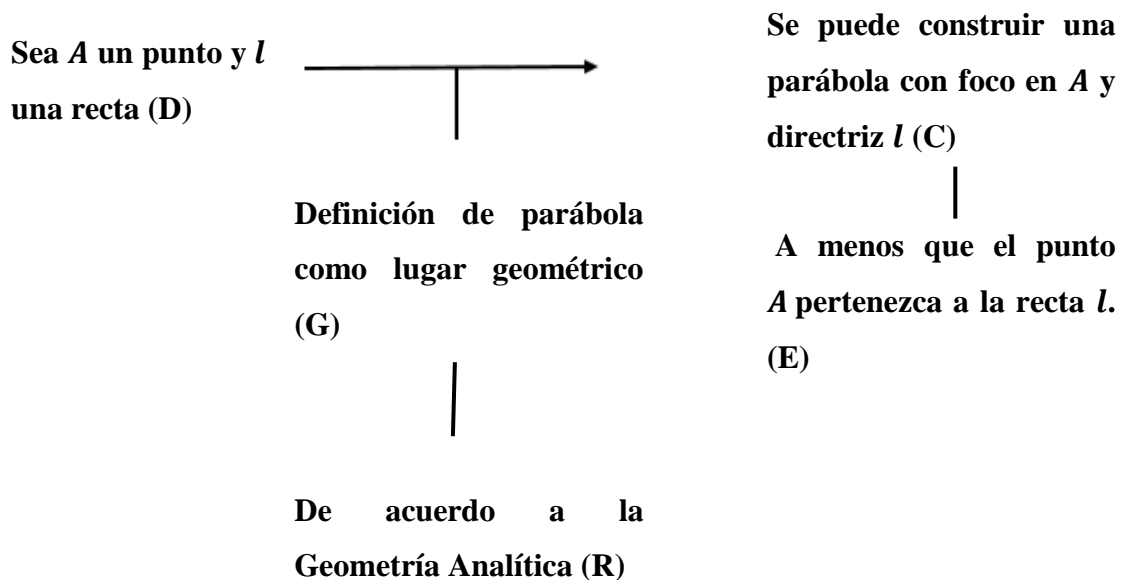 Sea A un punto y l
una recta (D)
Se puede construir una
parábola con foco en A y
directriz l (C)
Definición de parábola
como lugar geométrico
(G)
A menos que el punto
A pertenezca a la recta l.
(E)
De acuerdo a la
Geometría Analítica (R)